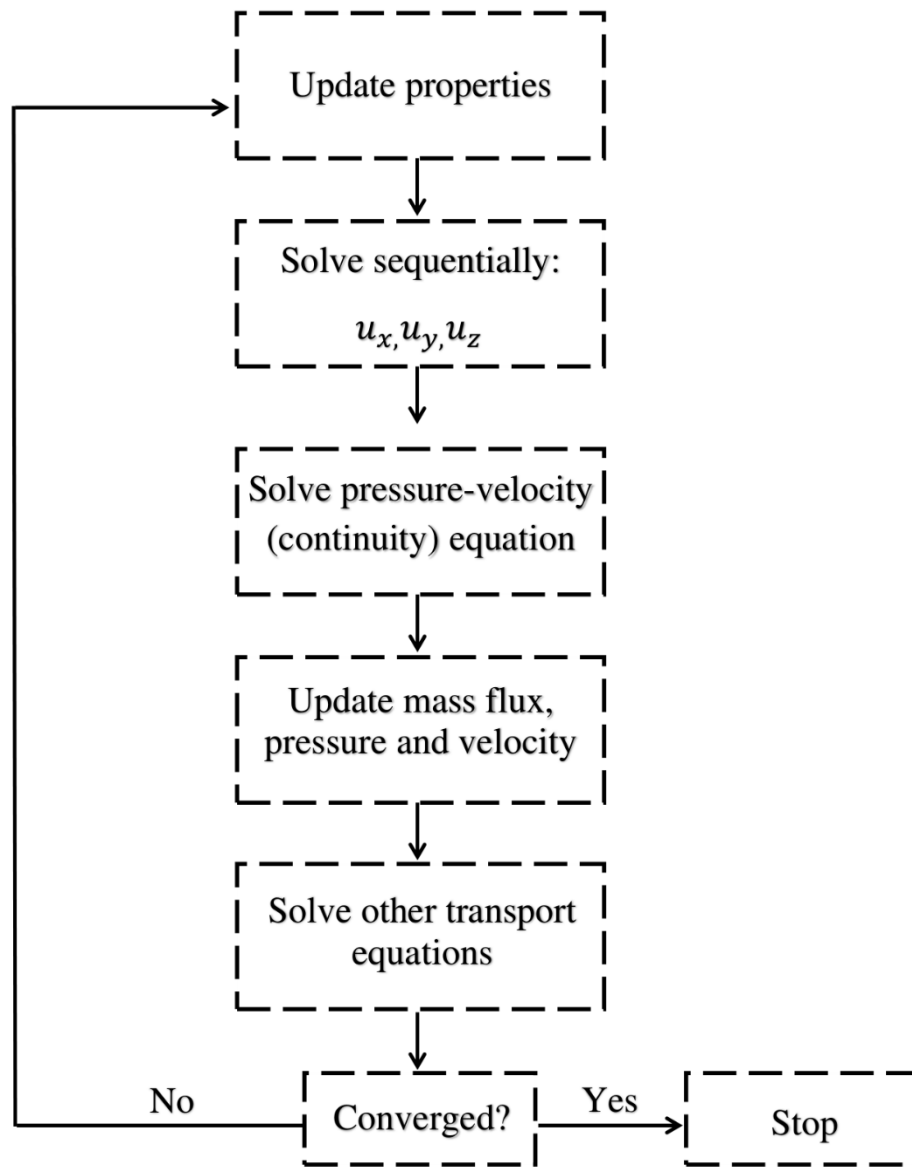 Update properties
Solve sequentially:
u_x,u_y,u_z
Solve pressure-velocity
(continuity) equation
Update mass flux,
pressure and velocity
Solve other transport
equations
No
Converged?
Yes
Stop